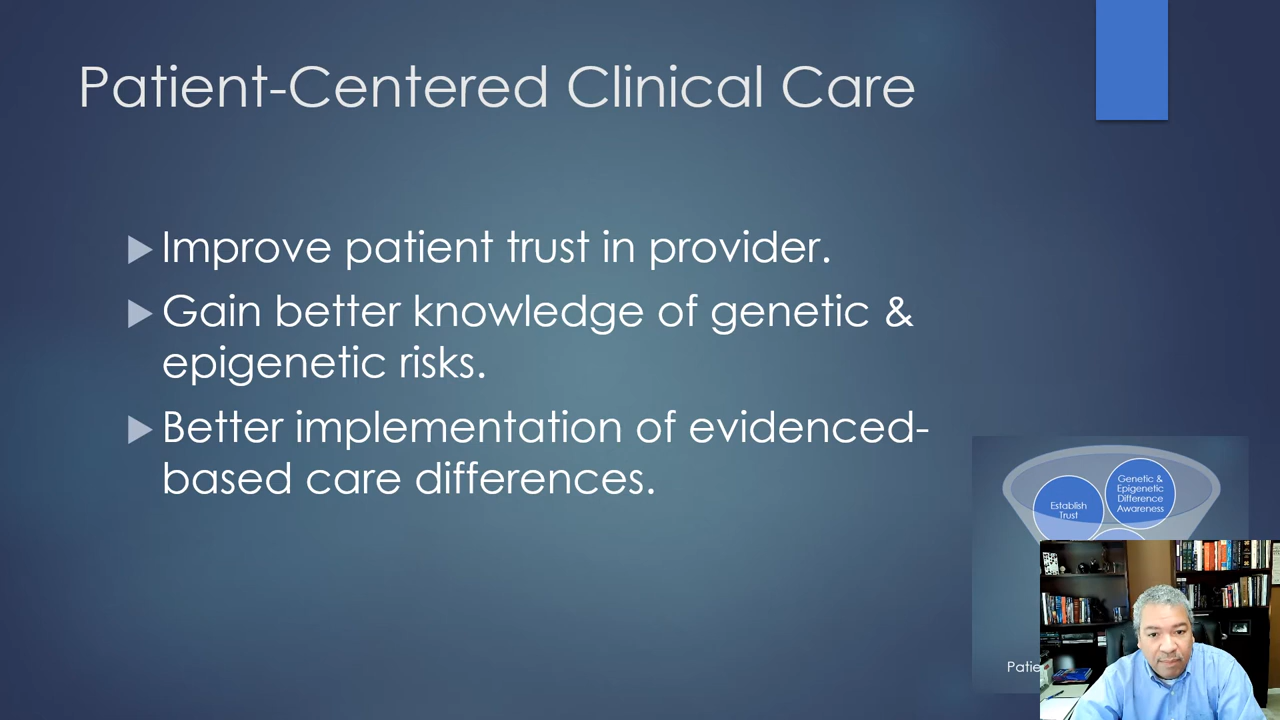 Patient-Centered Clinical Care
Improve patient trust in provider.
Gain better knowledge of genetic &
epigenetic risks.
Better implementation of evidenced-
based care differences.
Establish
Trust
Genetic &
Epigenetic
Difference
Awareness